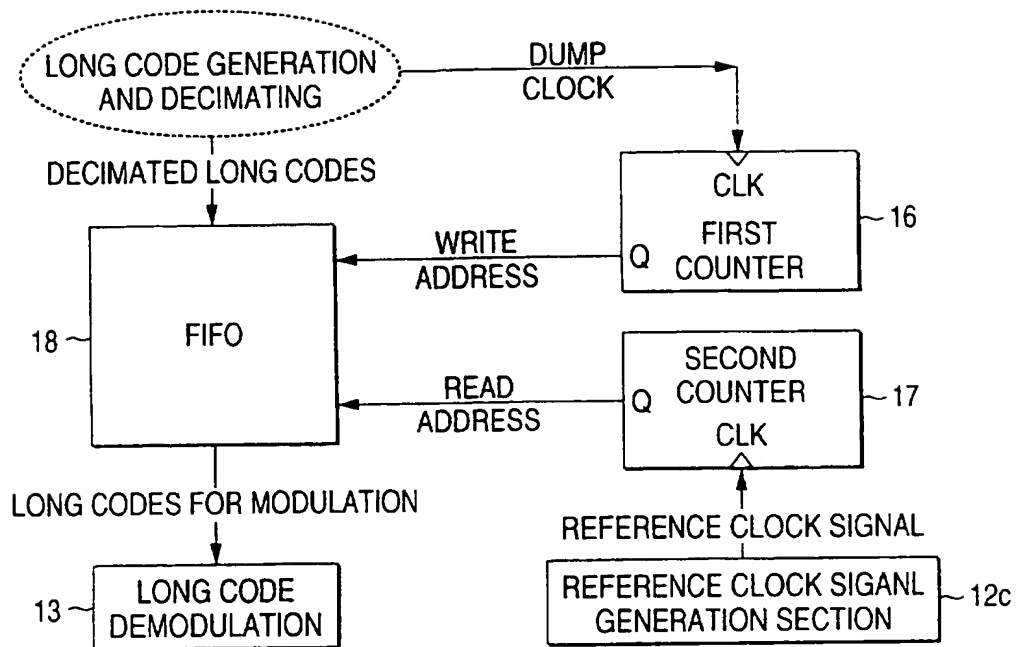 LONG CODE GENERATION
AND DECIMATING
DUMP
CLOCK
DECIMATED LONG CODES
CLK
FIRST
COUNTER
Q
16
WRITE
ADDRESS
FIFO
18
SECOND
COUNTER
Q
CLK
17
READ
ADDRESS
LONG CODES FOR MODULATION
REFERENCE CLOCK SIGNAL
13
LONG CODE
DEMODULATION
REFERENCE CLOCK SIGANL
GENERATION SECTION
12c